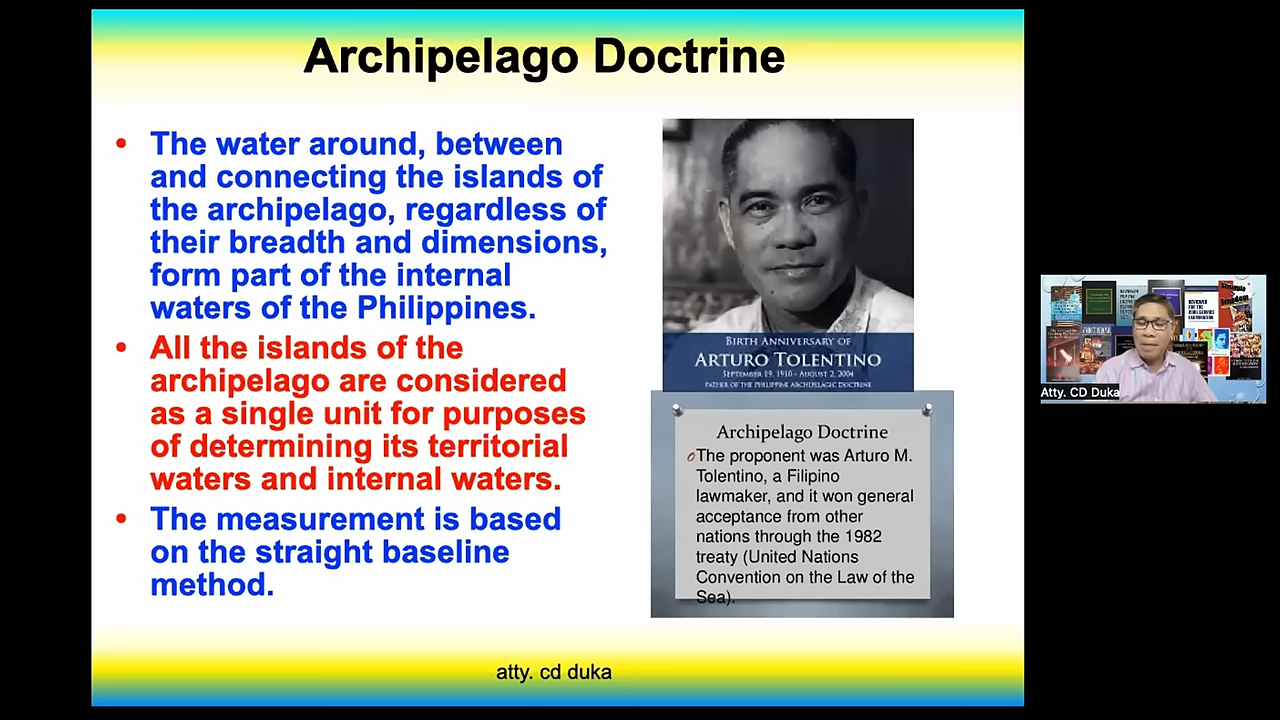 Archipelago Doctrine
• The water around, between
and connecting the islands of
the archipelago, regardless of
their breadth and dimensions,
form part of the internal
waters of the Philippines.
• All the islands of the
archipelago are considered
as a single unit for purposes
of determining its territorial
waters and internal waters.
• The measurement is based
on the straight baseline
method.
BIRTH ANNIVERSARY OF
ARTURO TOLENTINO
SEPTEMBER 19, 1910 - AUGUST 2, 2004
FATHER OF THE PHILIPPINE ARCHIPELAGIC DOCTRINE
Archipelago Doctrine
The proponent was Arturo M.
Tolentino, a Filipino
lawmaker, and it won general
acceptance from other
nations through the 1982
treaty (United Nations
Convention on the Law of the
Sea).
atty. cd duka
Atty. CD Duka